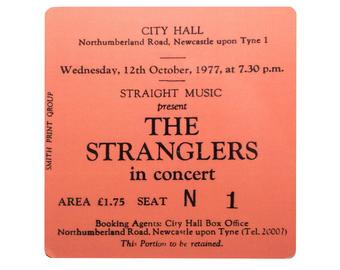 CITY HALL
Northumberland Road, Newcastle upon Tyne 1
Wednesday, 12th October, 1977, at 7.30 p.m.
STRAIGHT MUSIC
present
THE
STRANGLERS
in concert
AREA £1.75 SEAT N 1
Booking Agents: City Hall Box Office
Northumberland Road, Newcastle upon Tyne (Tel. 20007)
This Portion to be retained.
SMITH PRINT GROUP